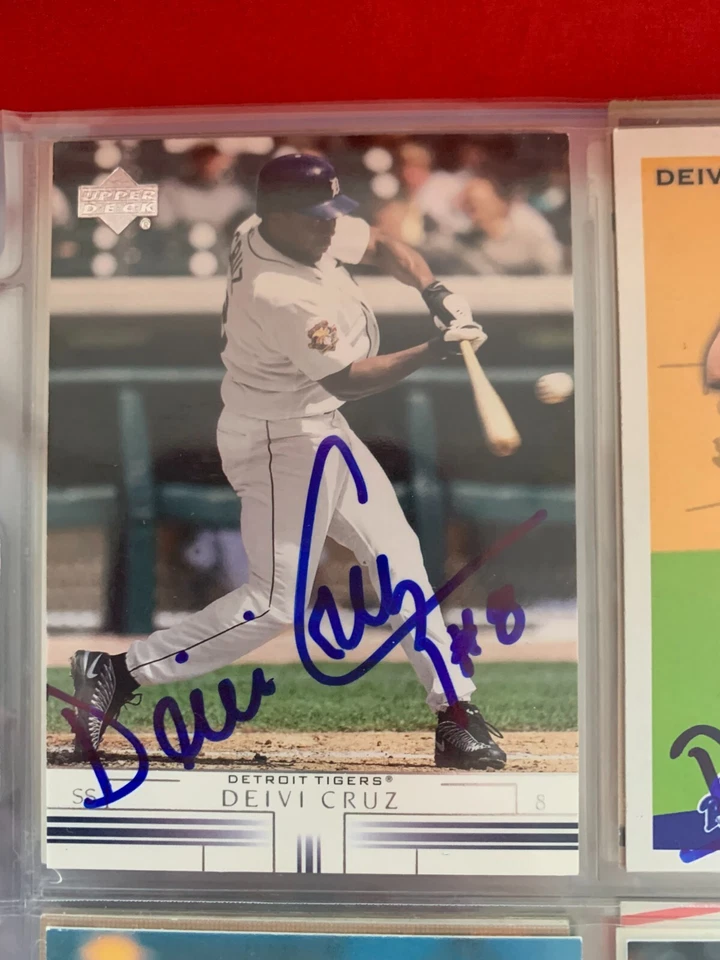 UPPER
DECK
DEIV
Deivi Cruz #8
DETROIT TIGERS®
SS
DEIVI CRUZ
8